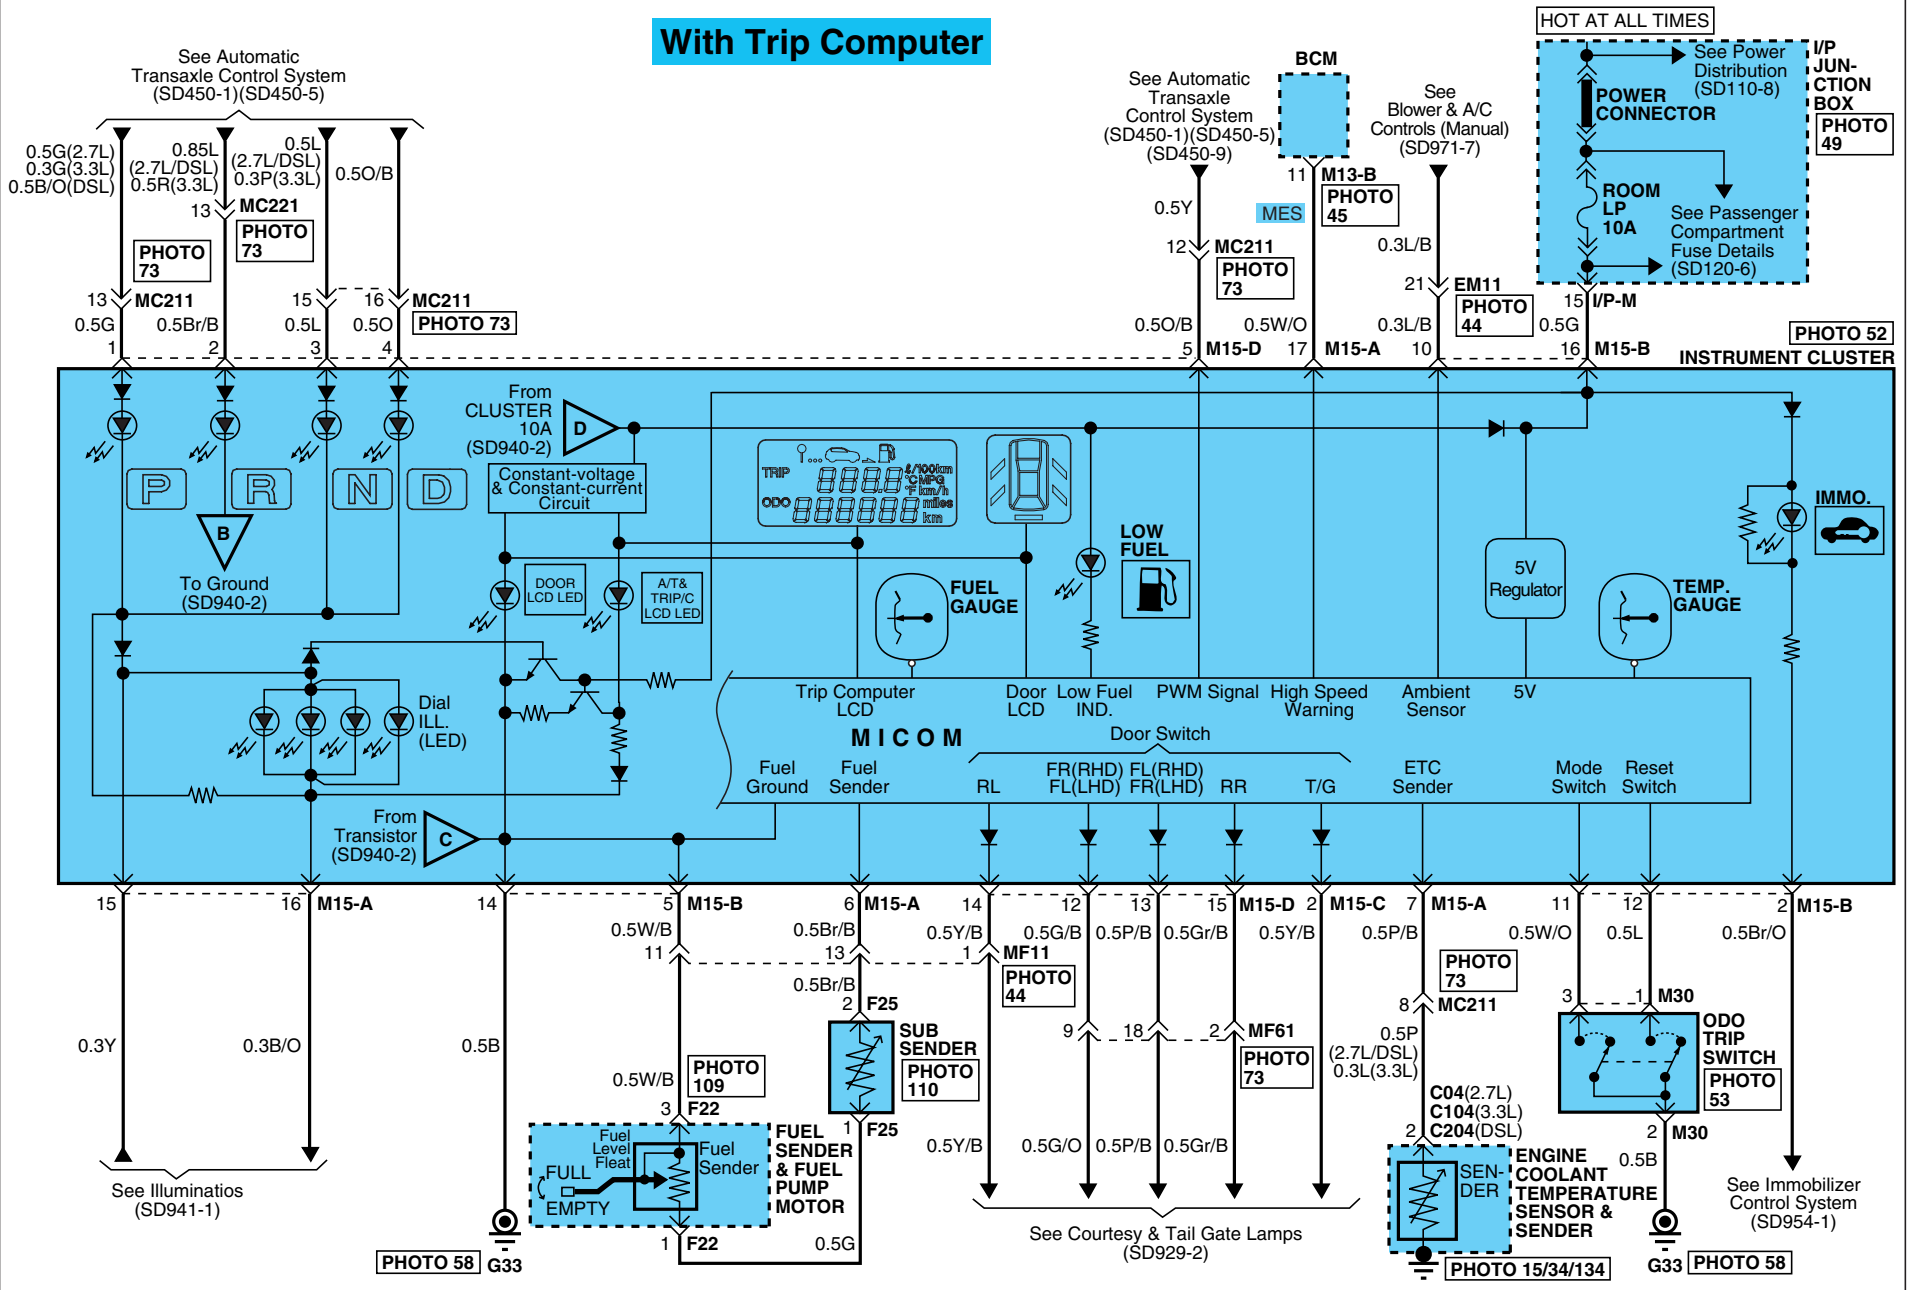 With Trip Computer
See Automatic
Transaxle Control System
(SD450-1)(SD450-5)
0.5G(2.7L)
0.3G(3.3L)
0.5B/O(DSL)
0.85L
(2.7L/DSL)
0.5R(3.3L)
0.5L
(2.7L/DSL)
0.3P(3.3L)
0.5O/B
13
MC221
PHOTO
73
PHOTO
73
13
MC211
15
16
MC211
PHOTO 73
0.5G
0.5Br/B
0.5L
0.5O
1
2
3
4
See Automatic
Transaxle
Control System
(SD450-1)(SD450-5)
(SD450-9)
0.5Y
12
MC211
PHOTO
73
0.5O/B
5
M15-D
BCM
11
M13-B
PHOTO
45
MES
0.5W/O
17
M15-A
See
Blower & A/C
Controls (Manual)
(SD971-7)
0.3L/B
21
EM11
PHOTO
44
0.3L/B
10
HOT AT ALL TIMES
See Power
Distribution
(SD110-8)
POWER
CONNECTOR
ROOM
LP
10A
See Passenger
Compartment
Fuse Details
(SD120-6)
I/P
JUN-
CTION
BOX
PHOTO
49
15
I/P-M
0.5G
16
M15-B
PHOTO 52
INSTRUMENT CLUSTER
P
R
N
D
B
To Ground
(SD940-2)
From
CLUSTER
10A
(SD940-2)
D
Constant-voltage
& Constant-current
Circuit
TRIP
ℓ/100km
°C MPG
°F km/h
ODO
miles
km
DOOR
LCD LED
A/T&
TRIP/C
LCD LED
FUEL
GAUGE
LOW
FUEL
5V
Regulator
TEMP.
GAUGE
IMMO.
Dial
ILL.
(LED)
Trip Computer
LCD
Door
LCD
Low Fuel
IND.
PWM Signal
High Speed
Warning
Ambient
Sensor
5V
MICOM
Door Switch
Fuel
Ground
Fuel
Sender
RL
FR(RHD)
FL(LHD)
FL(RHD)
FR(LHD)
RR
T/G
ETC
Sender
Mode
Switch
Reset
Switch
From
Transistor
(SD940-2)
C
15
16
M15-A
14
5
M15-B
6
M15-A
14
12
13
15
M15-D
2
M15-C
7
M15-A
11
12
2
M15-B
0.5W/B
0.5Br/B
0.5Y/B
0.5G/B
0.5P/B
0.5Gr/B
0.5Y/B
0.5P/B
0.5W/O
0.5L
0.5Br/O
11
13
1
MF11
PHOTO
44
0.5Br/B
2
F25
SUB
SENDER
PHOTO
110
1
F25
9
18
2
MF61
PHOTO
73
PHOTO
73
8
MC211
0.5P
(2.7L/DSL)
0.3L(3.3L)
C04(2.7L)
C104(3.3L)
C204(DSL)
2
3
1
M30
ODO
TRIP
SWITCH
PHOTO
53
2
M30
0.5B
0.3Y
0.3B/O
0.5B
0.5W/B
PHOTO
109
3
F22
Fuel
Level
Fleat
Fuel
Sender
FULL
EMPTY
FUEL
SENDER
& FUEL
PUMP
MOTOR
1
F22
0.5G
0.5Y/B
0.5G/O
0.5P/B
0.5Gr/B
SEN-
DER
ENGINE
COOLANT
TEMPERATURE
SENSOR &
SENDER
See Illuminatios
(SD941-1)
PHOTO 58
G33
See Courtesy & Tail Gate Lamps
(SD929-2)
PHOTO 15/34/134
G33
PHOTO 58
See Immobilizer
Control System
(SD954-1)